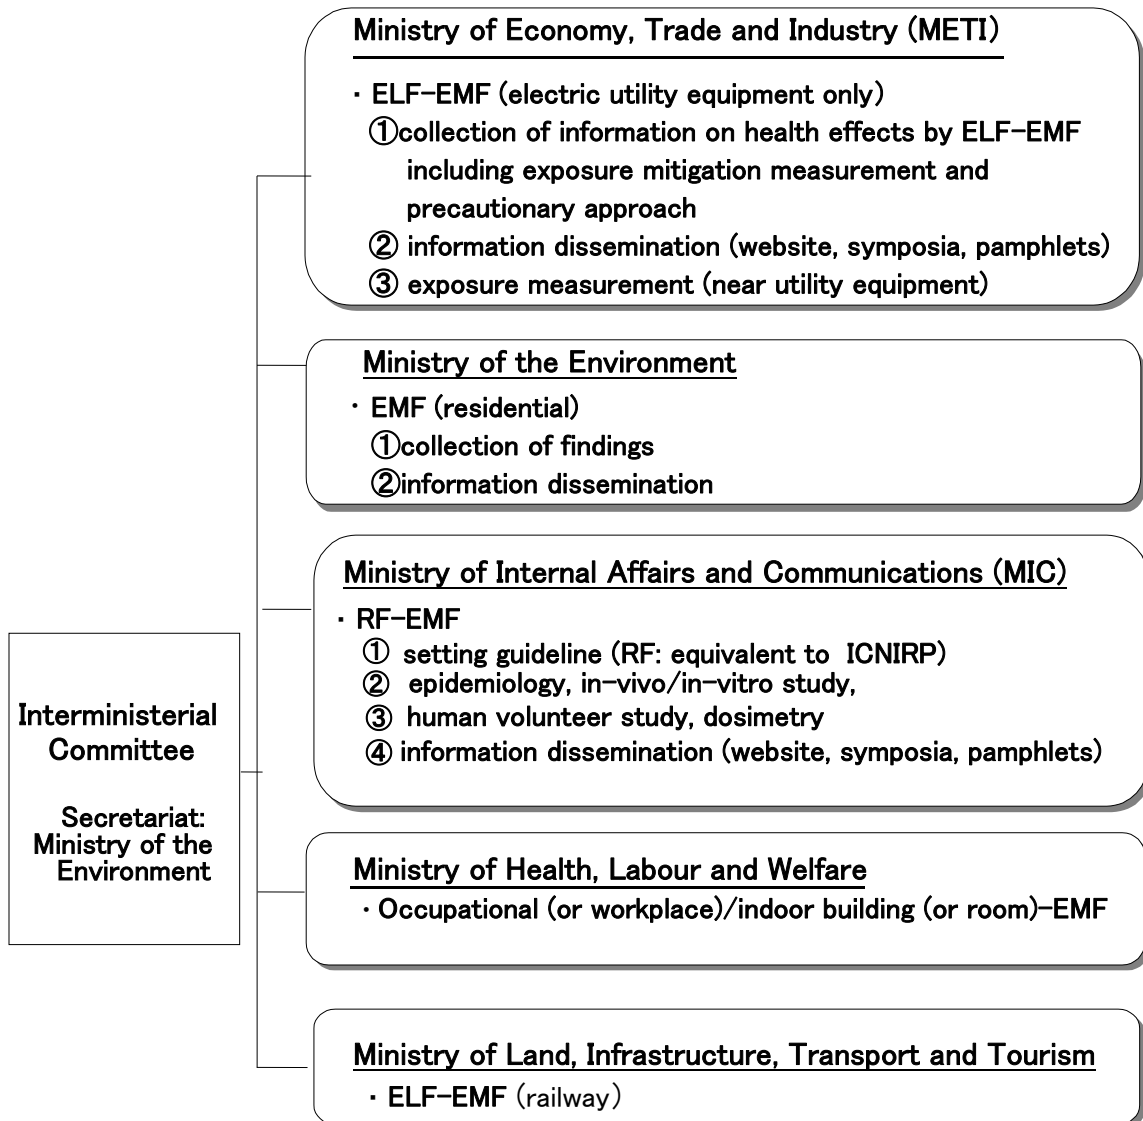 Ministry of Economy, Trade and Industry (METI)
・ ELF-EMF (electric utility equipment only)
①collection of information on health effects by ELF-EMF
including exposure mitigation measurement and
precautionary approach
② information dissemination (website, symposia, pamphlets)
③ exposure measurement (near utility equipment)
Ministry of the Environment
・ EMF (residential)
①collection of findings
②information dissemination
Ministry of Internal Affairs and Communications (MIC)
・ RF-EMF
① setting guideline (RF: equivalent to ICNIRP)
② epidemiology, in-vivo/in-vitro study,
③ human volunteer study, dosimetry
④ information dissemination (website, symposia, pamphlets)
Interministerial
Committee
Secretariat:
Ministry of the
Environment
Ministry of Health, Labour and Welfare
・ Occupational (or workplace)/indoor building (or room)-EMF
Ministry of Land, Infrastructure, Transport and Tourism
・ ELF-EMF (railway)